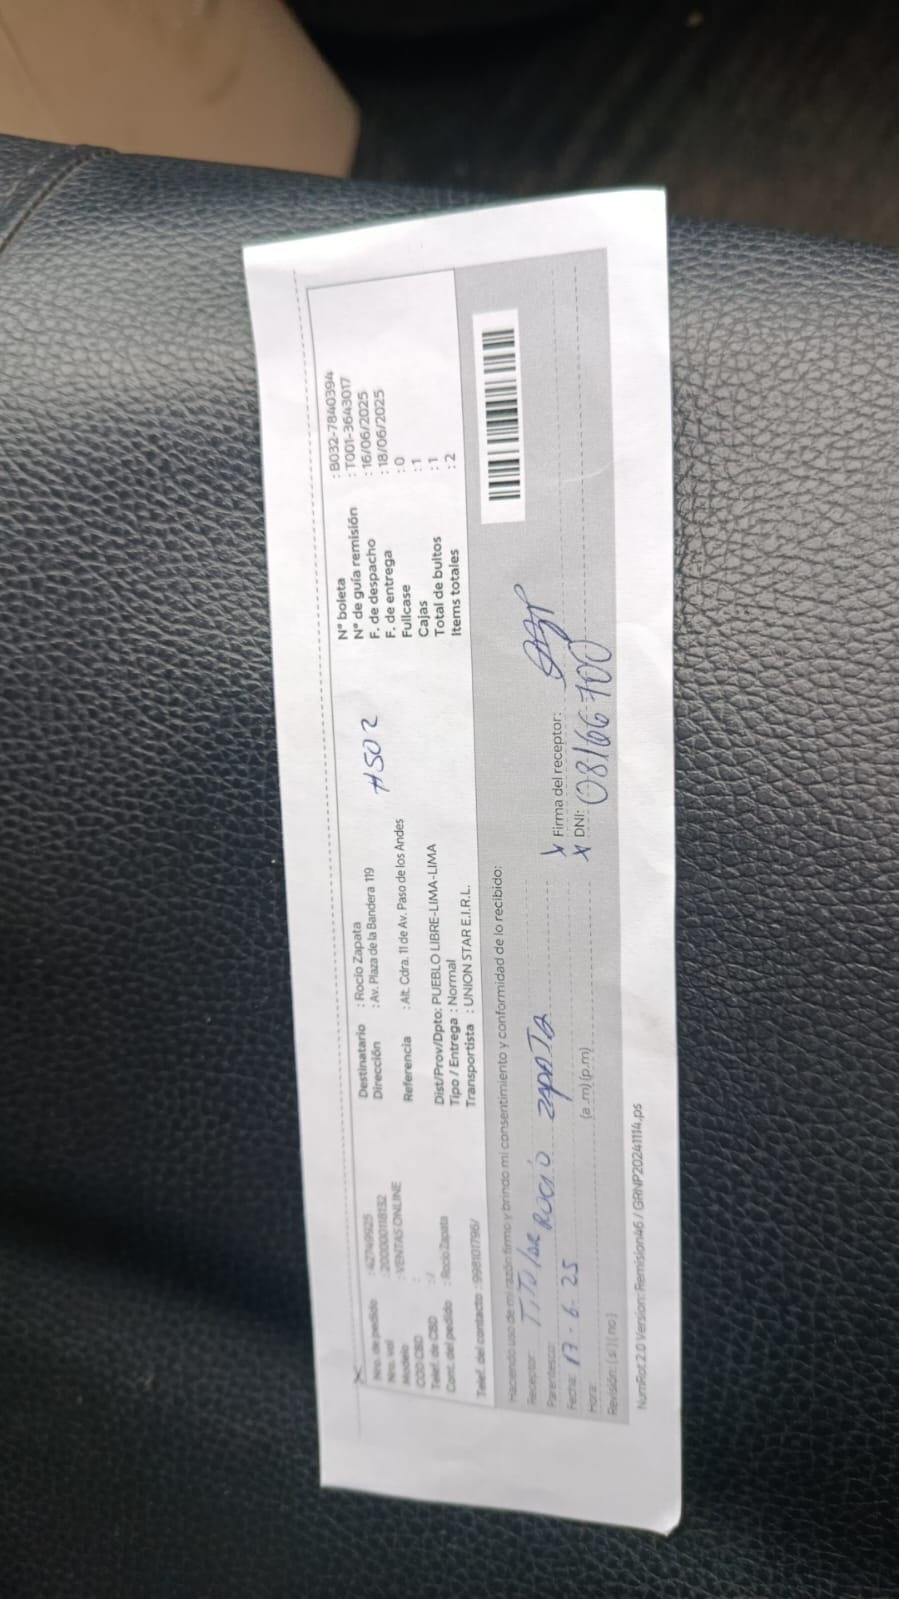 Nro. de pedido : 42749925
Nro. val : 200000118132
Modelo : VENTAS ONLINE
COD CBD :
Telef. de CBD : /
Cont. del pedido : Rocio Zapata
Telef. del contacto : 998101796/
Destinatario : Rocio Zapata
Dirección : Av. Plaza de la Bandera 119
#502
Referencia : Alt. Cdra. 11 de Av. Paso de los Andes
Dist/Prov/Dpto: PUEBLO LIBRE-LIMA-LIMA
Tipo / Entrega : Normal
Transportista : UNION STAR E.I.R.L.
N° boleta : B032-7840394
N° de guía remisión : T001-3643017
F. de despacho : 16/06/2025
F. de entrega : 18/06/2025
Fullcase : 0
Cajas : 1
Total de bultos : 1
Items totales : 2
Haciendo uso de mi razón firmo y brindo mi consentimiento y conformidad de lo recibido:
Receptor: TITULAR ROCIO ZAPATA
Parentesco:
Fecha: 17.6.25
Hora: (a.m) (p.m)
Revisión: [si] [no]
x Firma del receptor:
x DNI: 08166700
NumRot 2.0 Version: Remision46 / GRNP20241114.ps